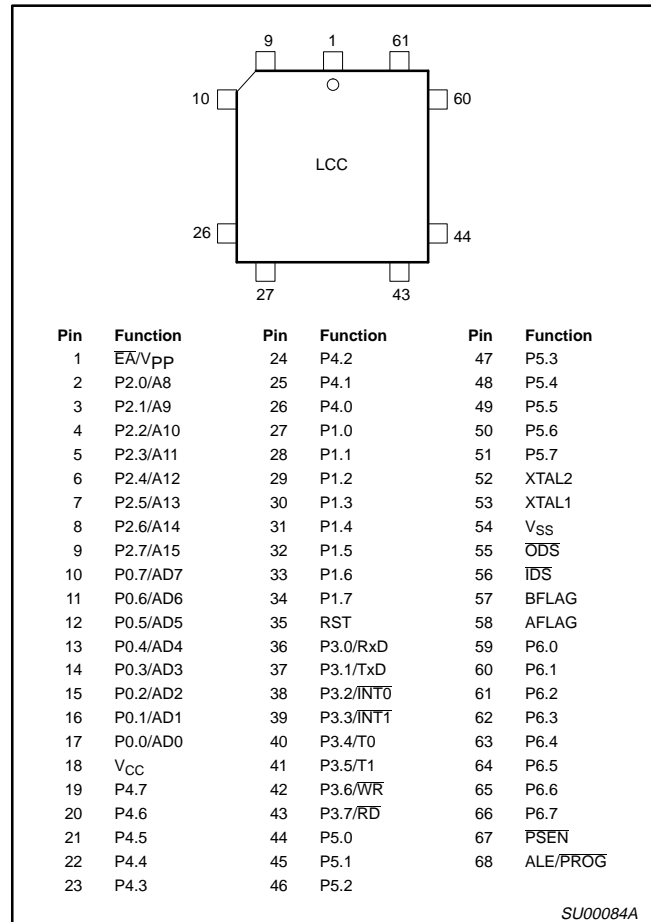 9 1 61
10 60
LCC
26 44
27 43
Pin Function Pin Function Pin Function
1 E̅A̅/VPP 24 P4.2 47 P5.3
2 P2.0/A8 25 P4.1 48 P5.4
3 P2.1/A9 26 P4.0 49 P5.5
4 P2.2/A10 27 P1.0 50 P5.6
5 P2.3/A11 28 P1.1 51 P5.7
6 P2.4/A12 29 P1.2 52 XTAL2
7 P2.5/A13 30 P1.3 53 XTAL1
8 P2.6/A14 31 P1.4 54 VSS
9 P2.7/A15 32 P1.5 55 O̅D̅S̅
10 P0.7/AD7 33 P1.6 56 I̅D̅S̅
11 P0.6/AD6 34 P1.7 57 BFLAG
12 P0.5/AD5 35 RST 58 AFLAG
13 P0.4/AD4 36 P3.0/RxD 59 P6.0
14 P0.3/AD3 37 P3.1/TxD 60 P6.1
15 P0.2/AD2 38 P3.2/I̅N̅T̅0̅ 61 P6.2
16 P0.1/AD1 39 P3.3/I̅N̅T̅1̅ 62 P6.3
17 P0.0/AD0 40 P3.4/T0 63 P6.4
18 VCC 41 P3.5/T1 64 P6.5
19 P4.7 42 P3.6/W̅R̅ 65 P6.6
20 P4.6 43 P3.7/R̅D̅ 66 P6.7
21 P4.5 44 P5.0 67 P̅S̅E̅N̅
22 P4.4 45 P5.1 68 ALE/P̅R̅O̅G̅
23 P4.3 46 P5.2
SU00084A